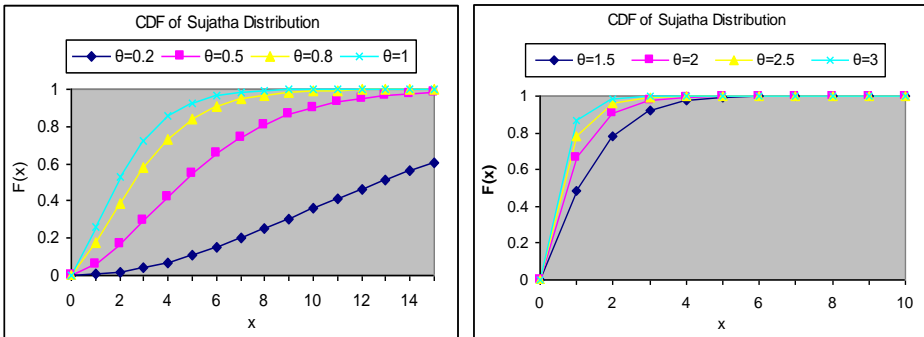 CDF of Sujatha Distribution
θ=0.2 θ=0.5 θ=0.8 θ=1
1
0.8
0.6
0.4
0.2
0
F(x)
0 2 4 6 8 10 12 14
x
CDF of Sujatha Distribution
θ=1.5 θ=2 θ=2.5 θ=3
1
0.8
0.6
0.4
0.2
0
F(x)
0 2 4 6 8 10
x